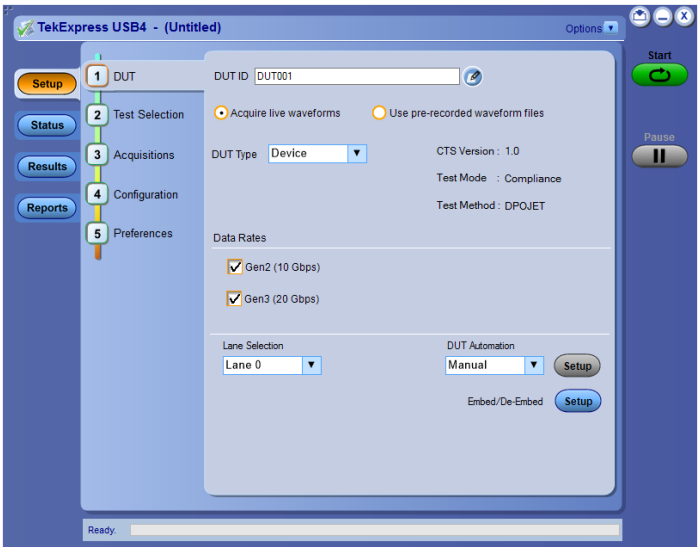 TekExpress USB4 - (Untitled)
Options
Start
Setup
Status
Results
Reports
1 DUT
2 Test Selection
3 Acquisitions
4 Configuration
5 Preferences
DUT ID DUT001
Acquire live waveforms
Use pre-recorded waveform files
DUT Type Device
CTS Version : 1.0
Test Mode : Compliance
Test Method : DPOJET
Pause
Data Rates
Gen2 (10 Gbps)
Gen3 (20 Gbps)
Lane Selection
Lane 0
DUT Automation
Manual
Setup
Embed/De-Embed
Setup
Ready.